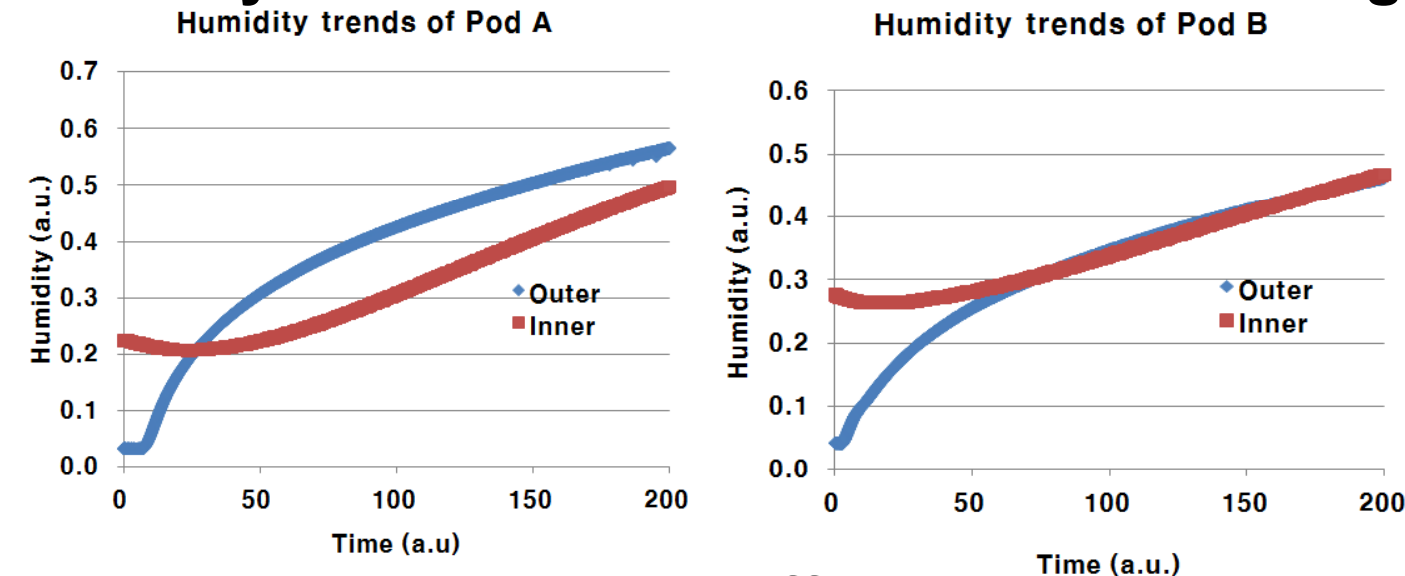 Humidity trends of Pod A
0.7
0.6
0.5
0.4
0.3
0.2
0.1
0.0
0 50 100 150 200
Humidity (a.u.)
Time (a.u)
Outer
Inner
Humidity trends of Pod B
0.6
0.5
0.4
0.3
0.2
0.1
0.0
0 50 100 150 200
Humidity (a.u.)
Time (a.u.)
Outer
Inner